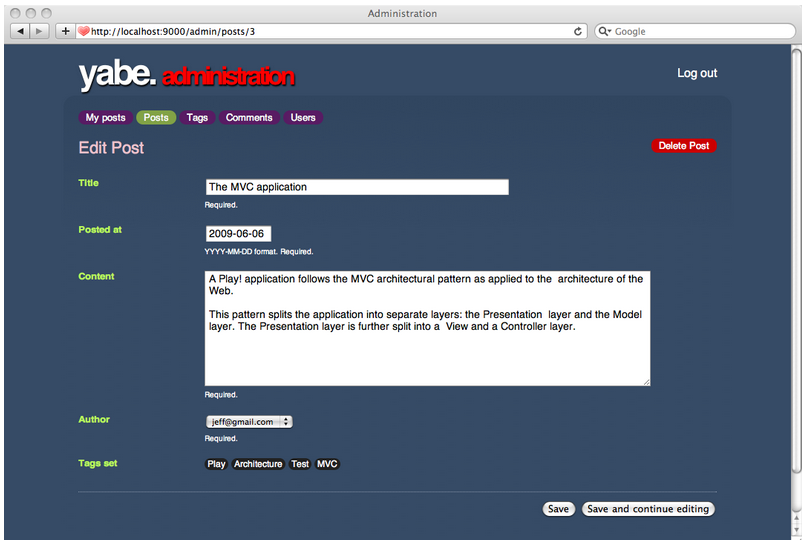 Administration
http://localhost:9000/admin/posts/3
Google
yabe. administration
Log out
My posts Posts Tags Comments Users
Edit Post
Delete Post
Title
The MVC application
Required.
Posted at
2009-06-06
YYYY-MM-DD format. Required.
Content
A Play! application follows the MVC architectural pattern as applied to the  architecture of the
Web.
This pattern splits the application into separate layers: the Presentation  layer and the Model
layer. The Presentation layer is further split into a  View and a Controller layer.
Required.
Author
jeff@gmail.com
Required.
Tags set
Play Architecture Test MVC
Save Save and continue editing